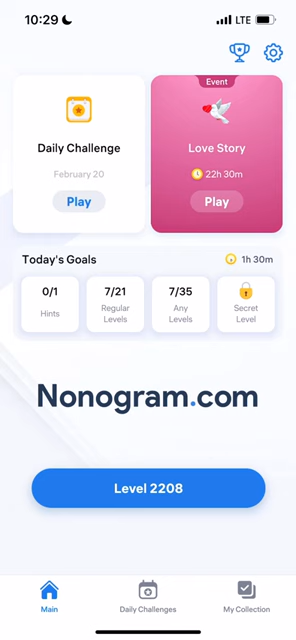 10:29
LTE
Event
Daily Challenge
February 20
Play
Love Story
22h 30m
Play
Today's Goals
1h 30m
0/1
Hints
7/21
Regular
Levels
7/35
Any
Levels
Secret
Level
Nonogram.com
Level 2208
Main
Daily Challenges
My Collection